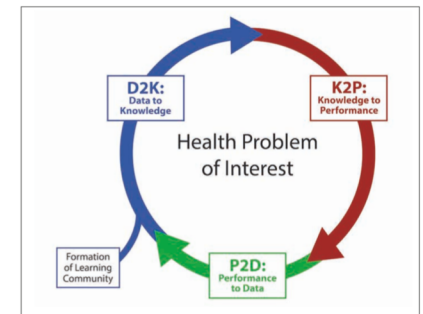 D2K:
Data to
Knowledge
K2P:
Knowledge to
Performance
Health Problem
of Interest
Formation
of Learning
Community
P2D:
Performance
to Data